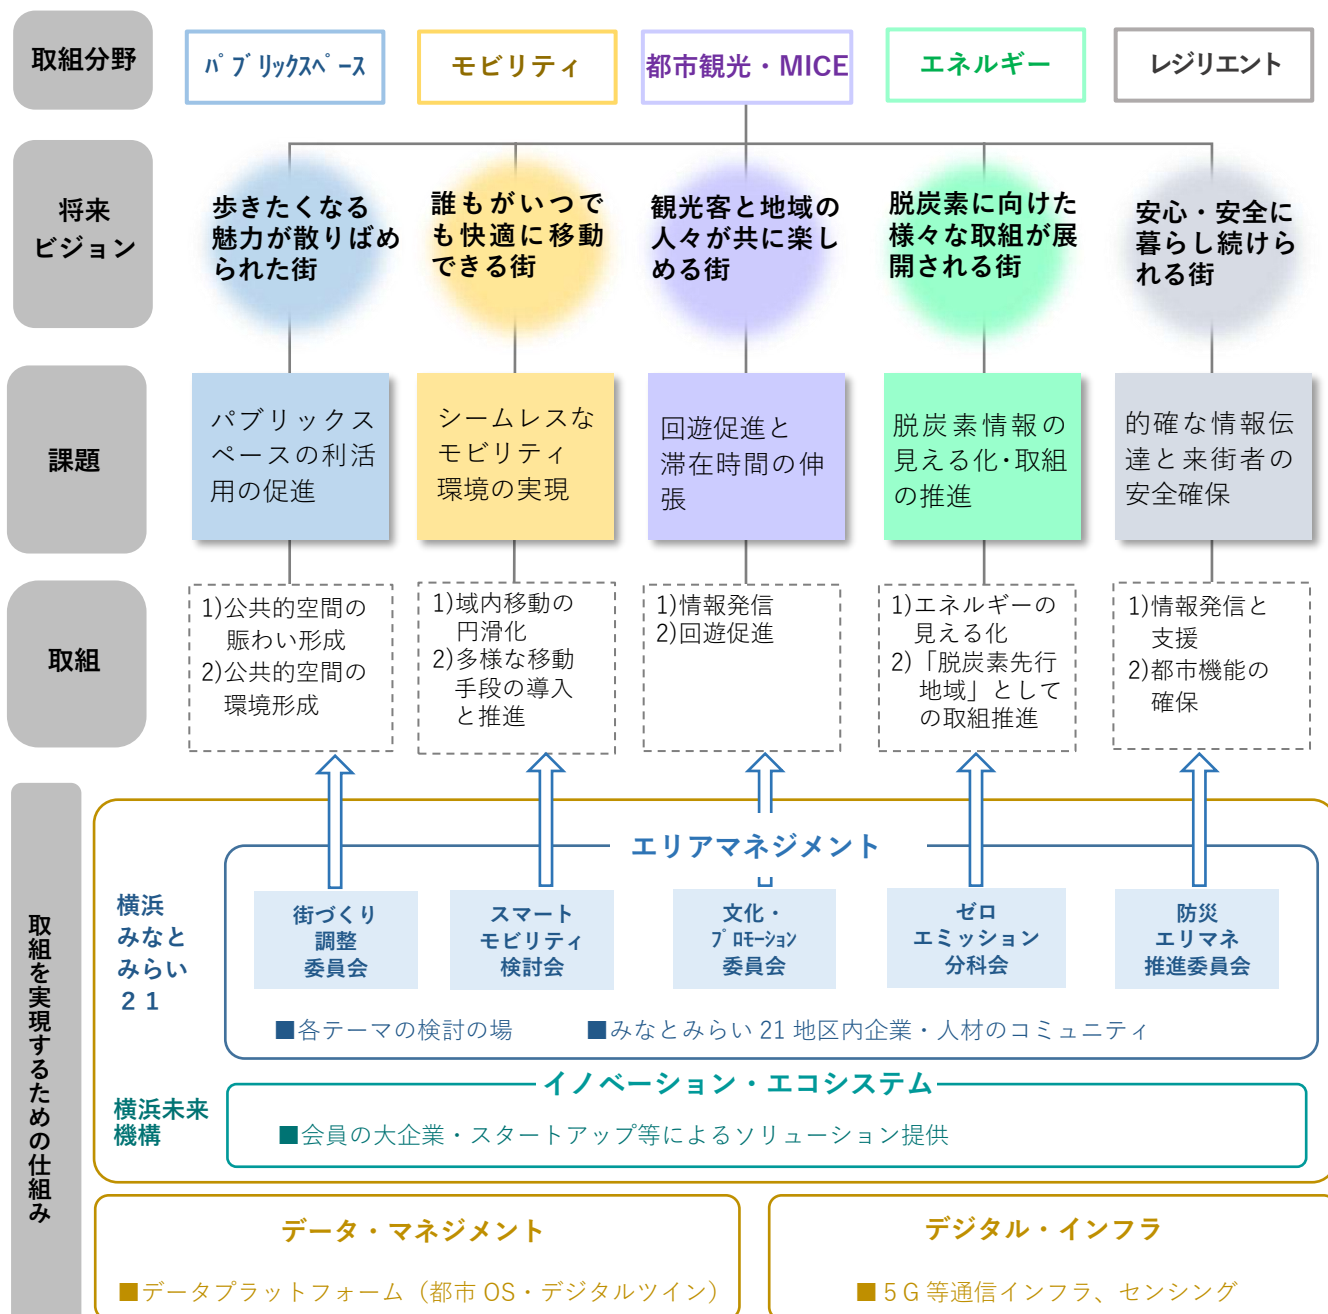 取組分野
パブリックスペース
モビリティ
都市観光・MICE
エネルギー
レジリエント
将来
ビジョン
歩きたくなる
魅力が散りばめ
られた街
誰もがいつで
も快適に移動
できる街
観光客と地域の
人々が共に楽し
める街
脱炭素に向けた
様々な取組が展
開される街
安心・安全に
暮らし続けら
れる街
課題
パブリックス
ペースの利活
用の促進
シームレスな
モビリティ
環境の実現
回遊促進と
滞在時間の伸
張
脱炭素情報の
見える化・取組
の推進
的確な情報伝
達と来街者の
安全確保
取組
1)公共的空間の
賑わい形成
2)公共的空間の
環境形成
1)域内移動の
円滑化
2)多様な移動
手段の導入
と推進
1)情報発信
2)回遊促進
1)エネルギーの
見える化
2)「脱炭素先行
地域」として
の取組推進
1)情報発信と
支援
2)都市機能の
確保
取組を実現するための仕組み
エリアマネジメント
横浜
みなと
みらい
２１
街づくり
調整
委員会
スマート
モビリティ
検討会
文化・
プロモーション
委員会
ゼロ
エミッション
分科会
防災
エリマネ
推進委員会
■各テーマの検討の場
■みなとみらい 21 地区内企業・人材のコミュニティ
イノベーション・エコシステム
横浜未来
機構
■会員の大企業・スタートアップ等によるソリューション提供
データ・マネジメント
■データプラットフォーム（都市 OS・デジタルツイン）
デジタル・インフラ
■５G 等通信インフラ、センシング